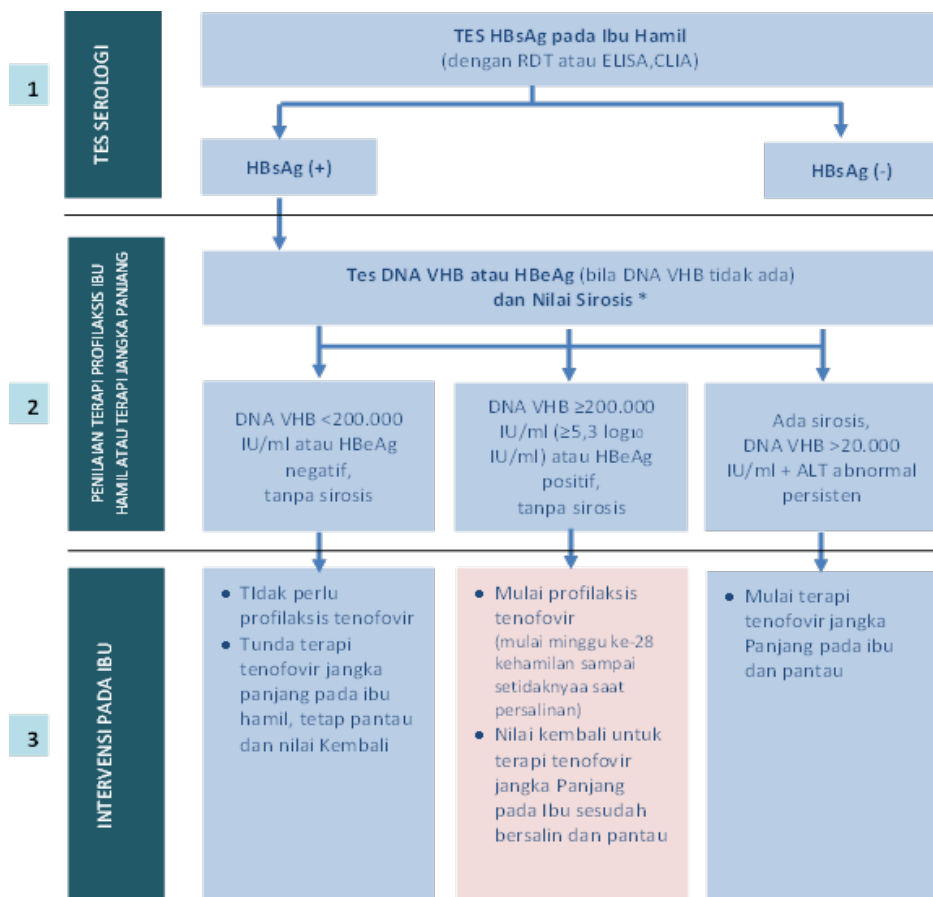 1
TES SEROLOGI
TES HBsAg pada Ibu Hamil
(dengan RDT atau ELISA,CLIA)
HBsAg (+)
HBsAg (-)
2
PENILAIAN TERAPI PROFILAKSIS IBU
HAMIL ATAU TERAPI JANGKA PANJANG
Tes DNA VHB atau HBeAg (bila DNA VHB tidak ada)
dan Nilai Sirosis *
DNA VHB <200.000
IU/ml atau HBeAg
negatif,
tanpa sirosis
DNA VHB ≥200.000
IU/ml (≥5,3 log₁₀
IU/ml) atau HBeAg
positif,
tanpa sirosis
Ada sirosis,
DNA VHB >20.000
IU/ml + ALT abnormal
persisten
3
INTERVENSI PADA IBU
• TIdak perlu
profilaksis tenofovir
• Tunda terapi
tenofovir jangka
panjang pada ibu
hamil, tetap pantau
dan nilai Kembali
• Mulai profilaksis
tenofovir
(mulai minggu ke-28
kehamilan sampai
setidaknyaa saat
persalinan)
• Nilai kembali untuk
terapi tenofovir
jangka Panjang
pada Ibu sesudah
bersalin dan pantau
• Mulai terapi
tenofovir jangka
Panjang pada ibu
dan pantau